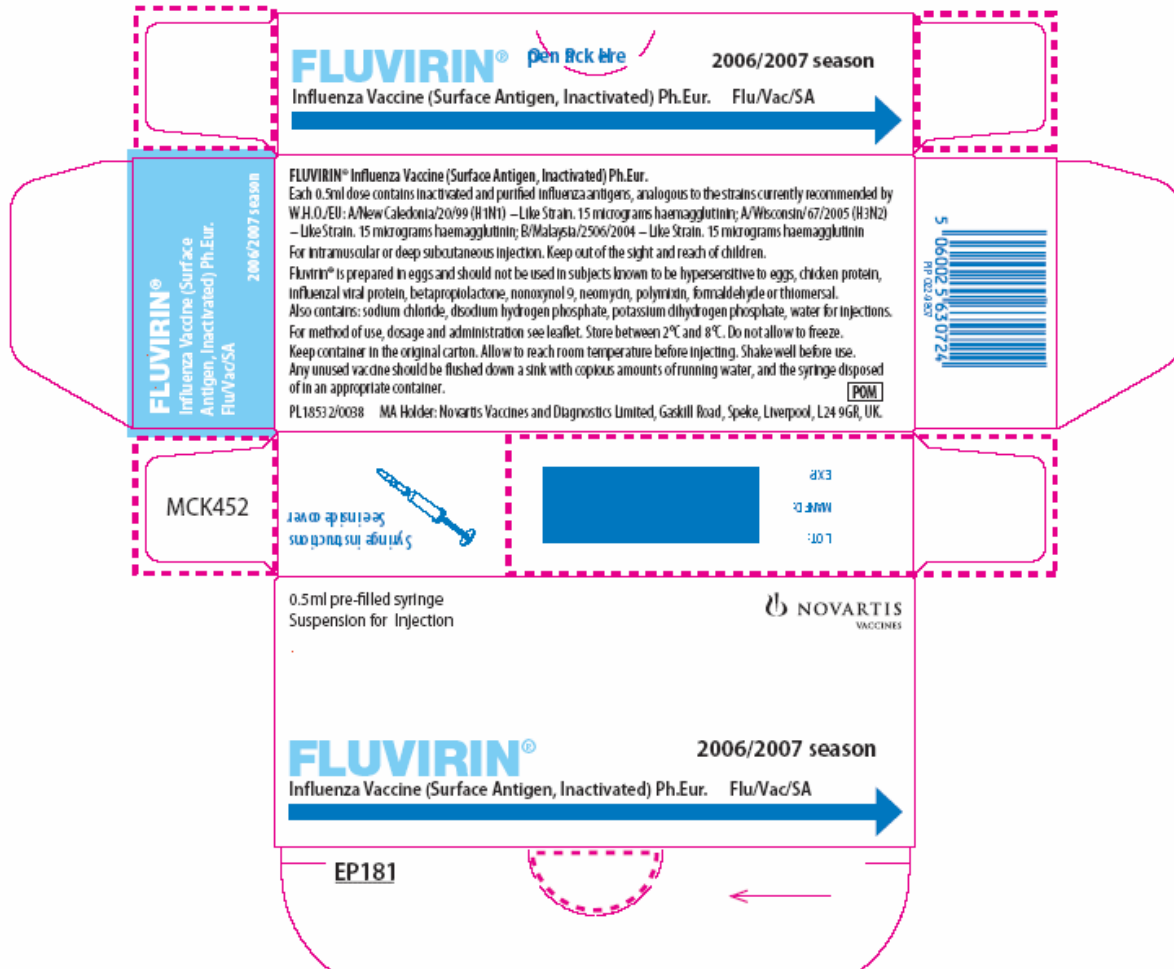 FLUVIRIN® Open Pack Here 2006/2007 season
Influenza Vaccine (Surface Antigen, Inactivated) Ph.Eur. Flu/Vac/SA
FLUVIRIN®
Influenza Vaccine (Surface
Antigen, Inactivated) Ph.Eur.
Flu/Vac/SA
2006/2007 season
FLUVIRIN® Influenza Vaccine (Surface Antigen, Inactivated) Ph.Eur.
Each 0.5ml dose contains inactivated and purified influenza antigens, analogous to the strains currently recommended by
W.H.O./EU: A/New Caledonia/20/99 (H1N1) – Like Strain. 15 micrograms haemagglutinin; A/Wisconsin/67/2005 (H3N2)
– Like Strain. 15 micrograms haemagglutinin; B/Malaysia/2506/2004 – Like Strain. 15 micrograms haemagglutinin
For intramuscular or deep subcutaneous injection. Keep out of the sight and reach of children.
Fluvirin® is prepared in eggs and should not be used in subjects known to be hypersensitive to eggs, chicken protein,
influenzal viral protein, betapropiolactone, nonoxynol 9, neomycin, polymixin, formaldehyde or thiomersal.
Also contains: sodium chloride, disodium hydrogen phosphate, potassium dihydrogen phosphate, water for injections.
For method of use, dosage and administration see leaflet. Store between 2°C and 8°C. Do not allow to freeze.
Keep container in the original carton. Allow to reach room temperature before injecting. Shake well before use.
Any unused vaccine should be flushed down a sink with copious amounts of running water, and the syringe disposed
of in an appropriate container.
POM
PL18532/0038 MA Holder: Novartis Vaccines and Diagnostics Limited, Gaskill Road, Speke, Liverpool, L24 9GR, UK.
5 060025 630724
MCK452
Syringe instructions
See inside cover
LOT:
MANF'D:
EXP.
0.5ml pre-filled syringe
Suspension for Injection
NOVARTIS
VACCINES
FLUVIRIN® 2006/2007 season
Influenza Vaccine (Surface Antigen, Inactivated) Ph.Eur. Flu/Vac/SA
EP181